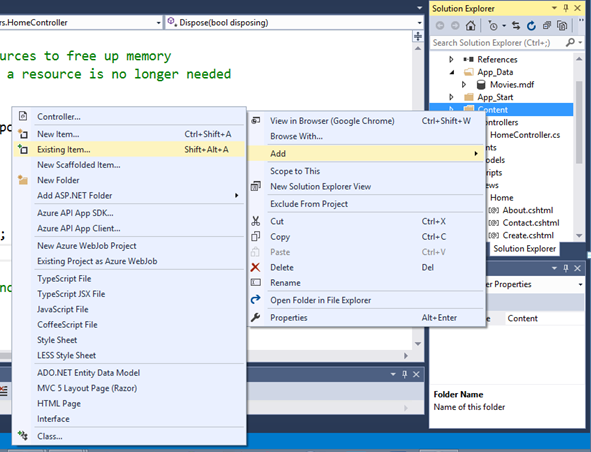 rs.HomeController
Dispose(bool disposing)
urces to free up memory
a resource is no longer needed
Solution Explorer
Search Solution Explorer (Ctrl+;)
References
App_Data
Movies.mdf
App_Start
Content
ontrollers
HomeController.cs
nts
odels
cripts
ews
Home
About.cshtml
Contact.cshtml
Create.cshtml
Solution Explorer
View in Browser (Google Chrome) Ctrl+Shift+W
Browse With...
Add
Scope to This
New Solution Explorer View
Exclude From Project
Cut Ctrl+X
Copy Ctrl+C
Paste Ctrl+V
Delete Del
Rename
Open Folder in File Explorer
Properties Alt+Enter
Controller...
New Item... Ctrl+Shift+A
Existing Item... Shift+Alt+A
New Scaffolded Item...
New Folder
Add ASP.NET Folder
Azure API App SDK...
Azure API App Client...
New Azure WebJob Project
Existing Project as Azure WebJob
TypeScript File
TypeScript JSX File
JavaScript File
CoffeeScript File
Style Sheet
LESS Style Sheet
ADO.NET Entity Data Model
MVC 5 Layout Page (Razor)
HTML Page
Interface
Class...
po
;
no
er Properties
e Content
Folder Name
Name of this folder